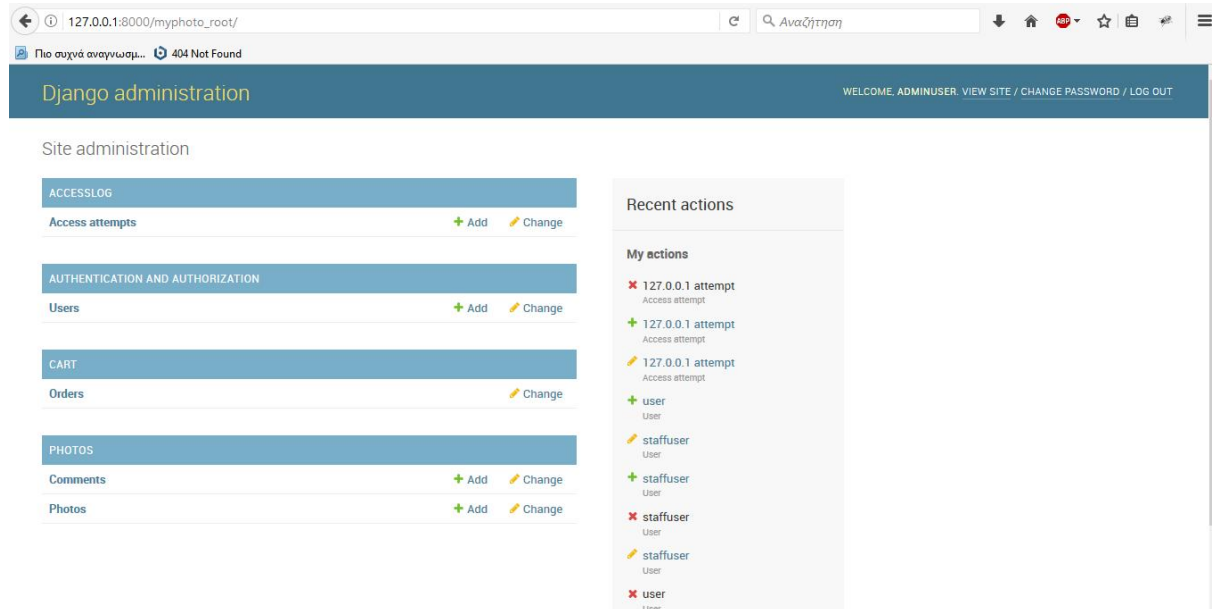 127.0.0.1:8000/myphoto_root/
Αναζήτηση
ABP
Πιο συχνά αναγνωσμ... 404 Not Found
Django administration
WELCOME, ADMINUSER. VIEW SITE / CHANGE PASSWORD / LOG OUT
Site administration
ACCESSLOG
Access attempts Add Change
AUTHENTICATION AND AUTHORIZATION
Users Add Change
CART
Orders Change
PHOTOS
Comments Add Change
Photos Add Change
Recent actions
My actions
127.0.0.1 attempt
Access attempt
127.0.0.1 attempt
Access attempt
127.0.0.1 attempt
Access attempt
user
User
staffuser
User
staffuser
User
staffuser
User
staffuser
User
user
User